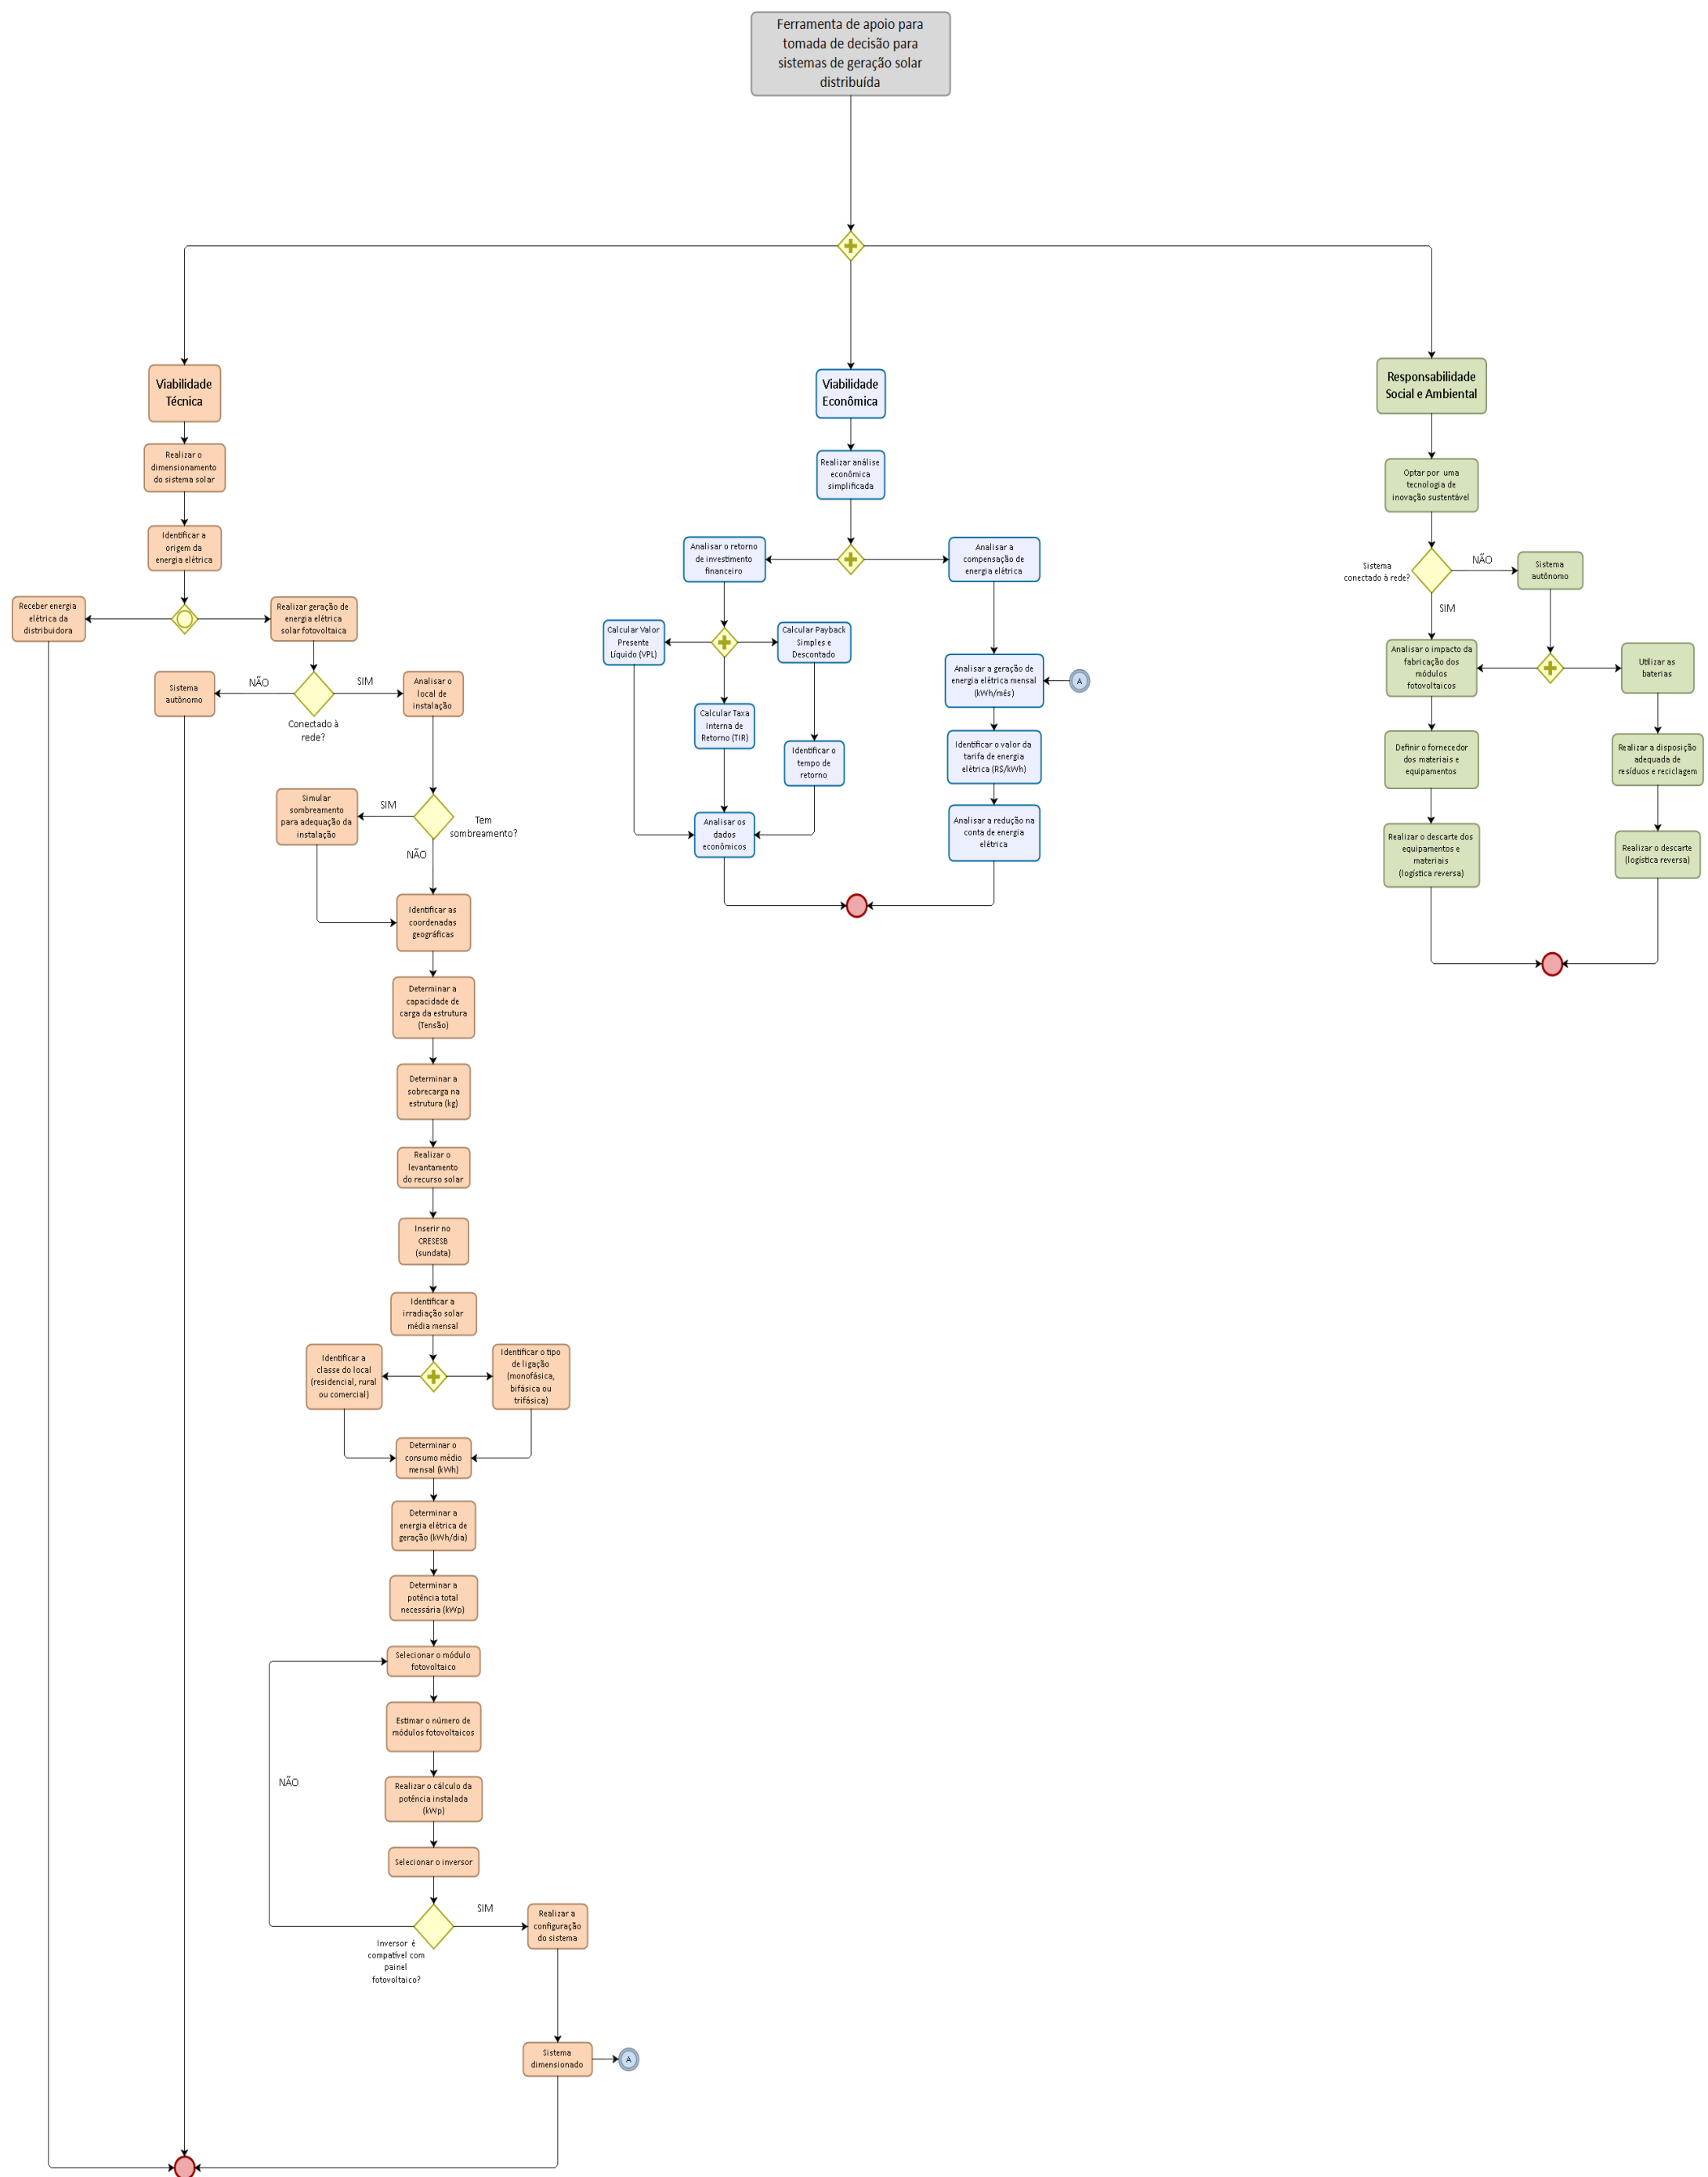 Ferramenta de apoio para
tomada de decisão para
sistemas de geração solar
distribuída
Viabilidade
Técnica
Realizar o
dimensionamento
do sistema solar
Identificar a
origem da
energia elétrica
Receber energia
elétrica da
distribuidora
Realizar geração de
energia elétrica
solar fotovoltaica
Sistema
autônomo
NÃO
SIM
Conectado à
rede?
Analisar o
local de
instalação
Simular
sombreamento
para adequação da
instalação
SIM
Tem
sombreamento?
NÃO
Identificar as
coordenadas
geográficas
Determinar a
capacidade de
carga da estrutura
(Tensão)
Determinar a
sobrecarga na
estrutura (kg)
Realizar o
levantamento
do recurso solar
Inserir no
CRESESB
(sundata)
Identificar a
irradiação solar
média mensal
Identificar a
classe do local
(residencial, rural
ou comercial)
Identificar o tipo
de ligação
(monofásica,
bifásica ou
trifásica)
Determinar o
consumo médio
mensal (kWh)
Determinar a
energia elétrica de
geração (kWh/dia)
Determinar a
potência total
necessária (kWp)
Selecionar o módulo
fotovoltaico
Estimar o número de
módulos fotovoltaicos
NÃO
Realizar o cálculo da
potência instalada
(kWp)
Selecionar o inversor
SIM
Inversor é
compatível com
painel
fotovoltaico?
Realizar a
configuração
do sistema
Sistema
dimensionado
A
Viabilidade
Econômica
Realizar análise
econômica
simplificada
Analisar o retorno
de investimento
financeiro
Analisar a
compensação de
energia elétrica
Calcular Valor
Presente
Líquido (VPL)
Calcular Payback
Simples e
Descontado
Calcular Taxa
Interna de
Retorno (TIR)
Identificar o
tempo de
retorno
Analisar os
dados
econômicos
Analisar a geração de
energia elétrica mensal
(kWh/mês)
A
Identificar o valor da
tarifa de energia
elétrica (R$/kWh)
Analisar a redução na
conta de energia
elétrica
Responsabilidade
Social e Ambiental
Optar por uma
tecnologia de
inovação sustentável
Sistema
conectado à rede?
NÃO
Sistema
autônomo
SIM
Analisar o impacto da
fabricação dos
módulos
fotovoltaicos
Utilizar as
baterias
Definir o fornecedor
dos materiais e
equipamentos
Realizar a disposição
adequada de
resíduos e reciclagem
Realizar o descarte dos
equipamentos e
materiais
(logística reversa)
Realizar o descarte
(logística reversa)